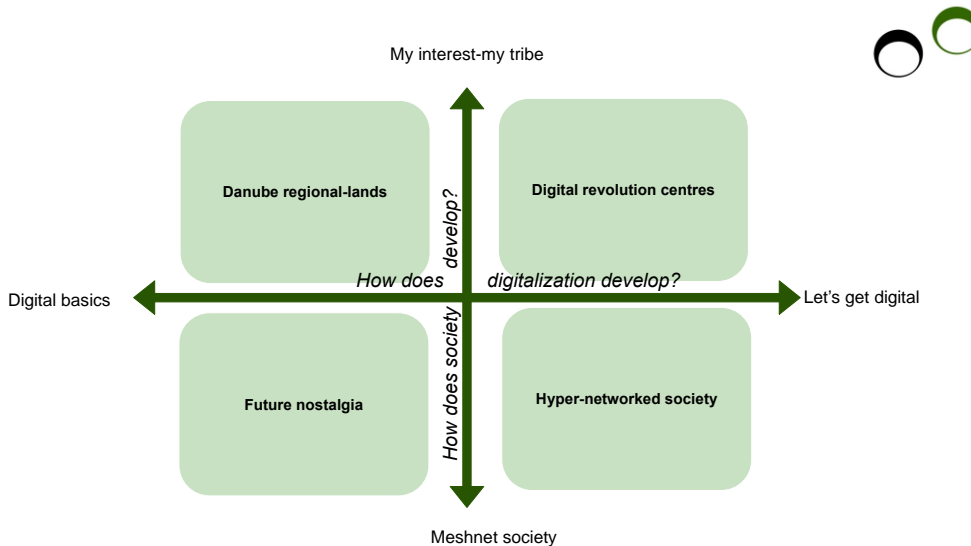 My interest-my tribe
Danube regional-lands
Digital revolution centres
How does society develop?
How does digitalization develop?
Digital basics
Let's get digital
Future nostalgia
Hyper-networked society
Meshnet society